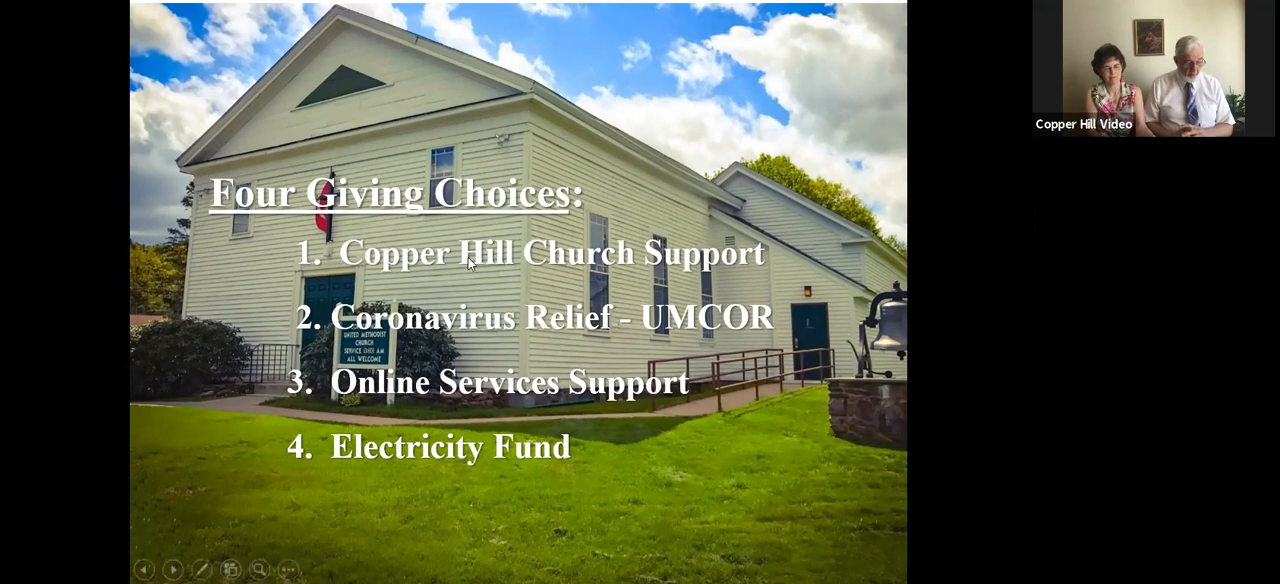 Four Giving Choices:
1. Copper Hill Church Support
2. Coronavirus Relief - UMCOR
3. Online Services Support
4. Electricity Fund
UNITED METHODIST
CHURCH
ALL WELCOME
Copper Hill Video